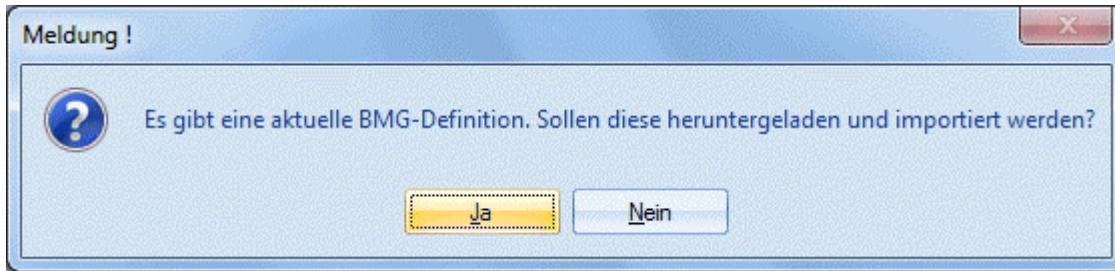 Meldung !
Es gibt eine aktuelle BMG-Definition. Sollen diese heruntergeladen und importiert werden?
Ja
Nein